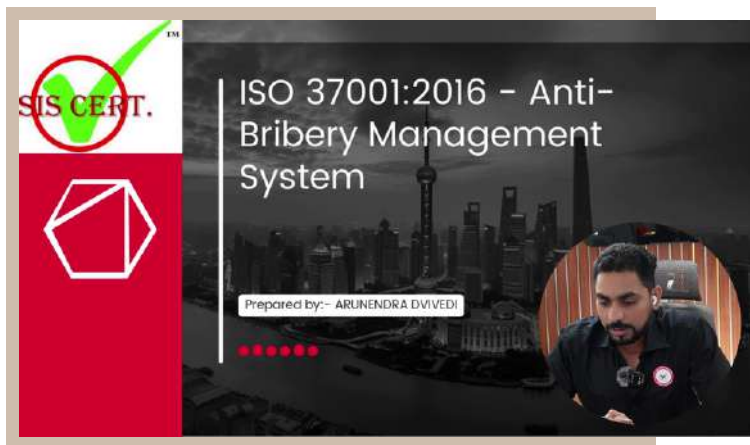 TM
SIS CERT.
ISO 37001:2016 - Anti-
Bribery Management
System
Prepared by:- ARUNENDRA DVIVEDI